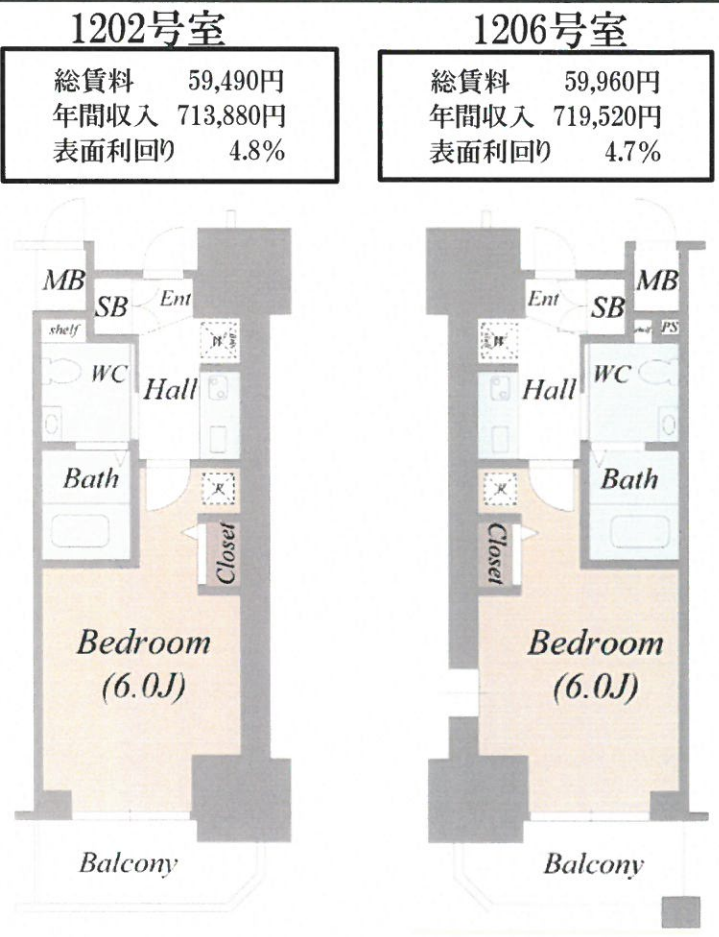 1202号室
総賃料 59,490円
年間収入 713,880円
表面利回り 4.8%
MB
SB
Ent
shelf
WC
Hall
Bath
R
Closet
Bedroom
(6.0J)
Balcony
1206号室
総賃料 59,960円
年間収入 719,520円
表面利回り 4.7%
Ent
SB
MB
PS
Hall
WC
R
Bath
Closet
Bedroom
(6.0J)
Balcony